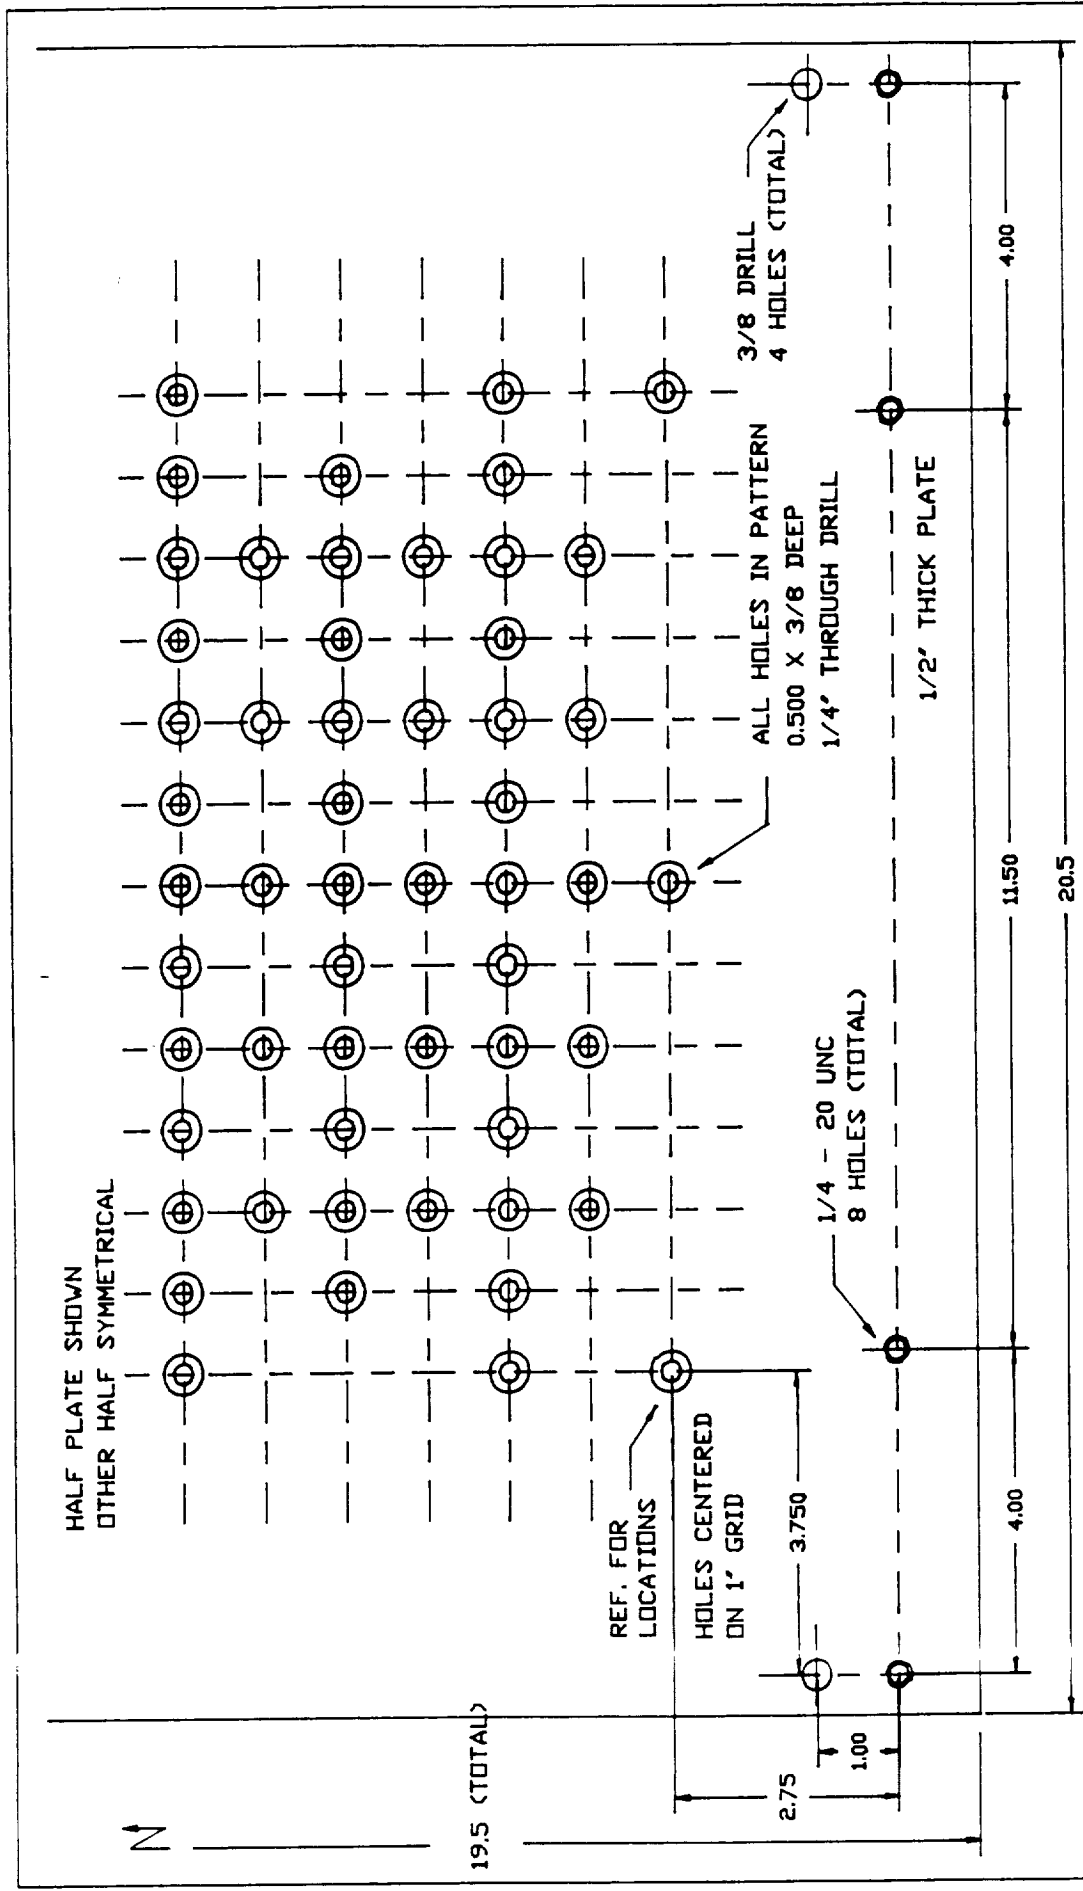 HALF PLATE SHOWN
OTHER HALF SYMMETRICAL
N
19.5 (TOTAL)
REF. FOR
LOCATIONS
HOLES CENTERED
ON 1" GRID
3.750
2.75
1.00
1/4 - 20 UNC
8 HOLES (TOTAL)
ALL HOLES IN PATTERN
0.500 X 3/8 DEEP
1/4" THROUGH DRILL
3/8 DRILL
4 HOLES (TOTAL)
1/2" THICK PLATE
4.00
11.50
4.00
20.5